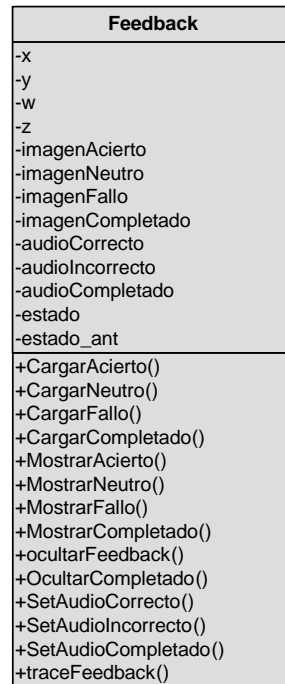 Feedback
-x
-y
-w
-z
-imagenAcierto
-imagenNeutro
-imagenFallo
-imagenCompletado
-audioCorrecto
-audioIncorrecto
-audioCompletado
-estado
-estado_ant
+CargarAcierto()
+CargarNeutro()
+CargarFallo()
+CargarCompletado()
+MostrarAcierto()
+MostrarNeutro()
+MostrarFallo()
+MostrarCompletado()
+ocultarFeedback()
+OcultarCompletado()
+SetAudioCorrecto()
+SetAudioIncorrecto()
+SetAudioCompletado()
+traceFeedback()